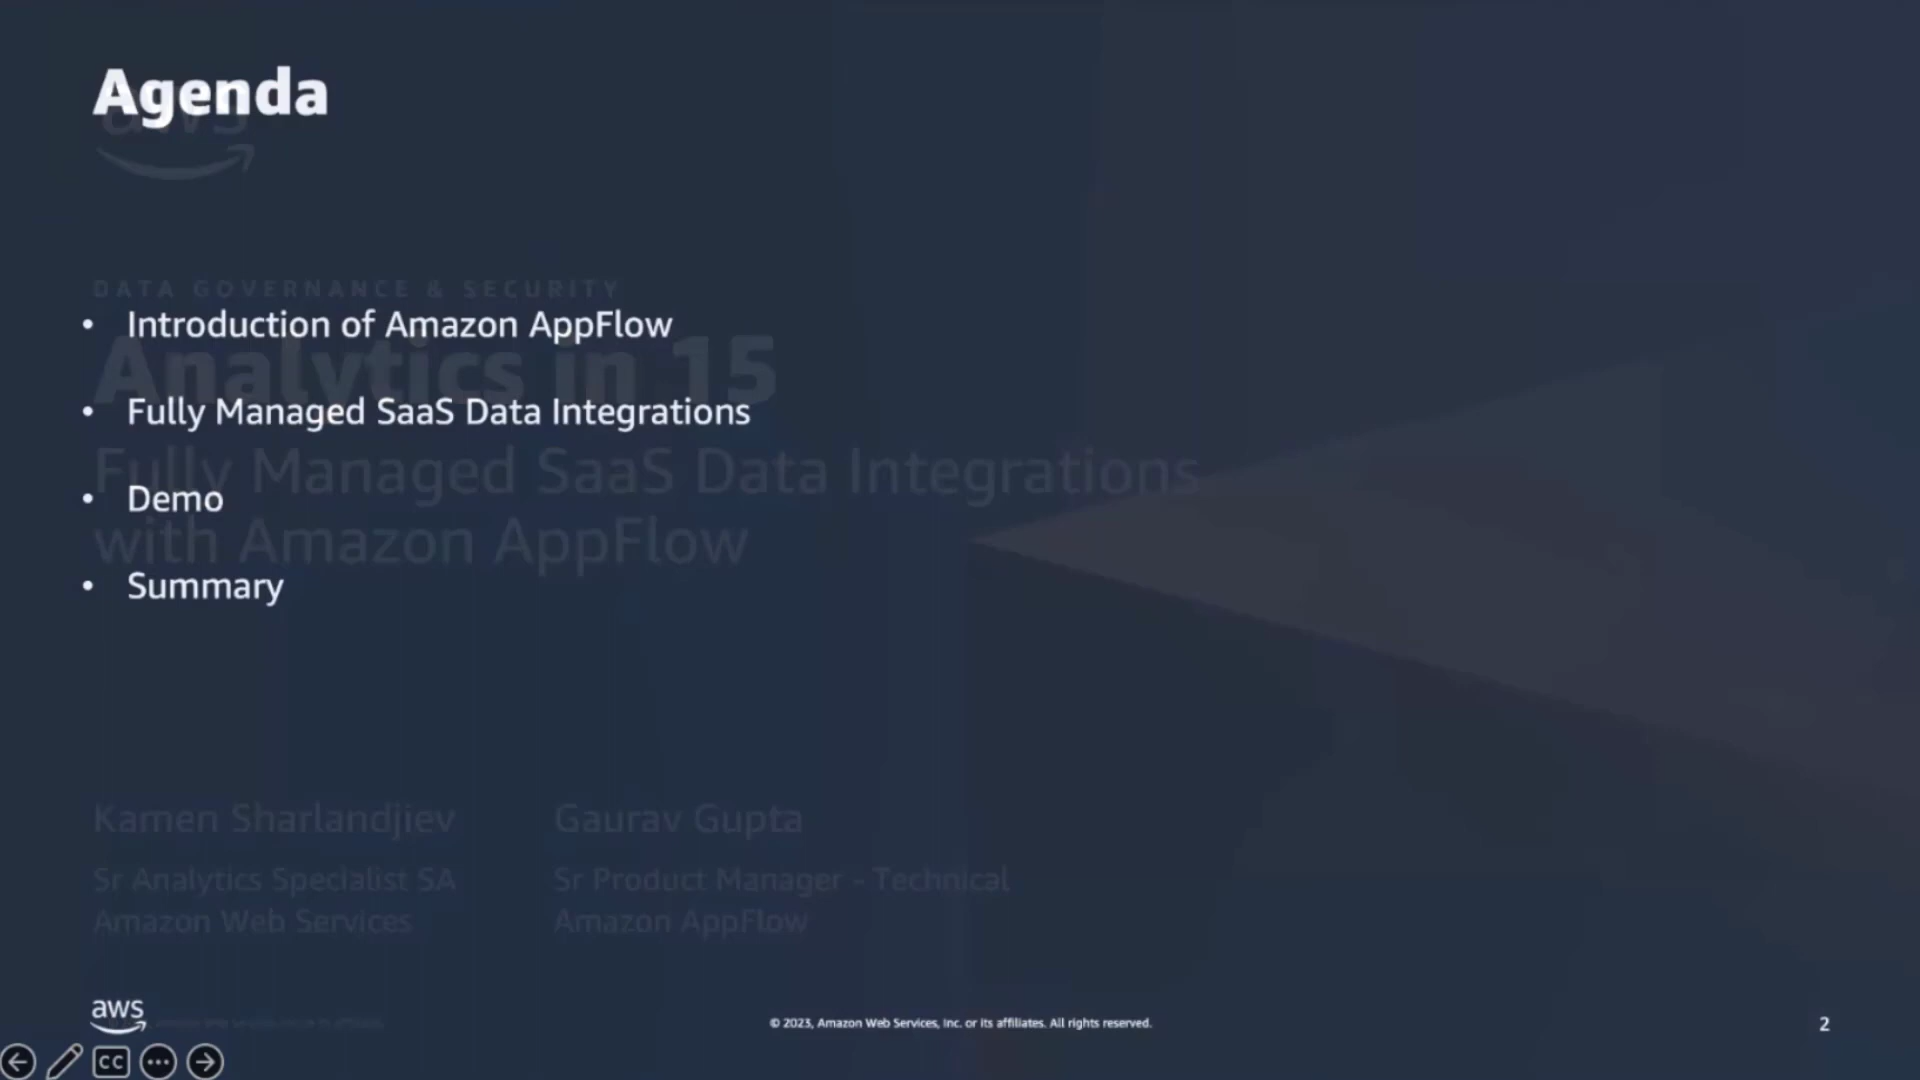 Agenda
aws
DATA GOVERNANCE & SECURITY
• Introduction of Amazon AppFlow
Analytics in 15
• Fully Managed SaaS Data Integrations
Fully Managed SaaS Data Integrations
• Demo
with Amazon AppFlow
• Summary
Kamen Sharlandjiev
Sr Analytics Specialist SA
Amazon Web Services
Gaurav Gupta
Sr Product Manager - Technical
Amazon AppFlow
aws
© 2023, Amazon Web Services, Inc. or its affiliates. All rights reserved.
2
CC